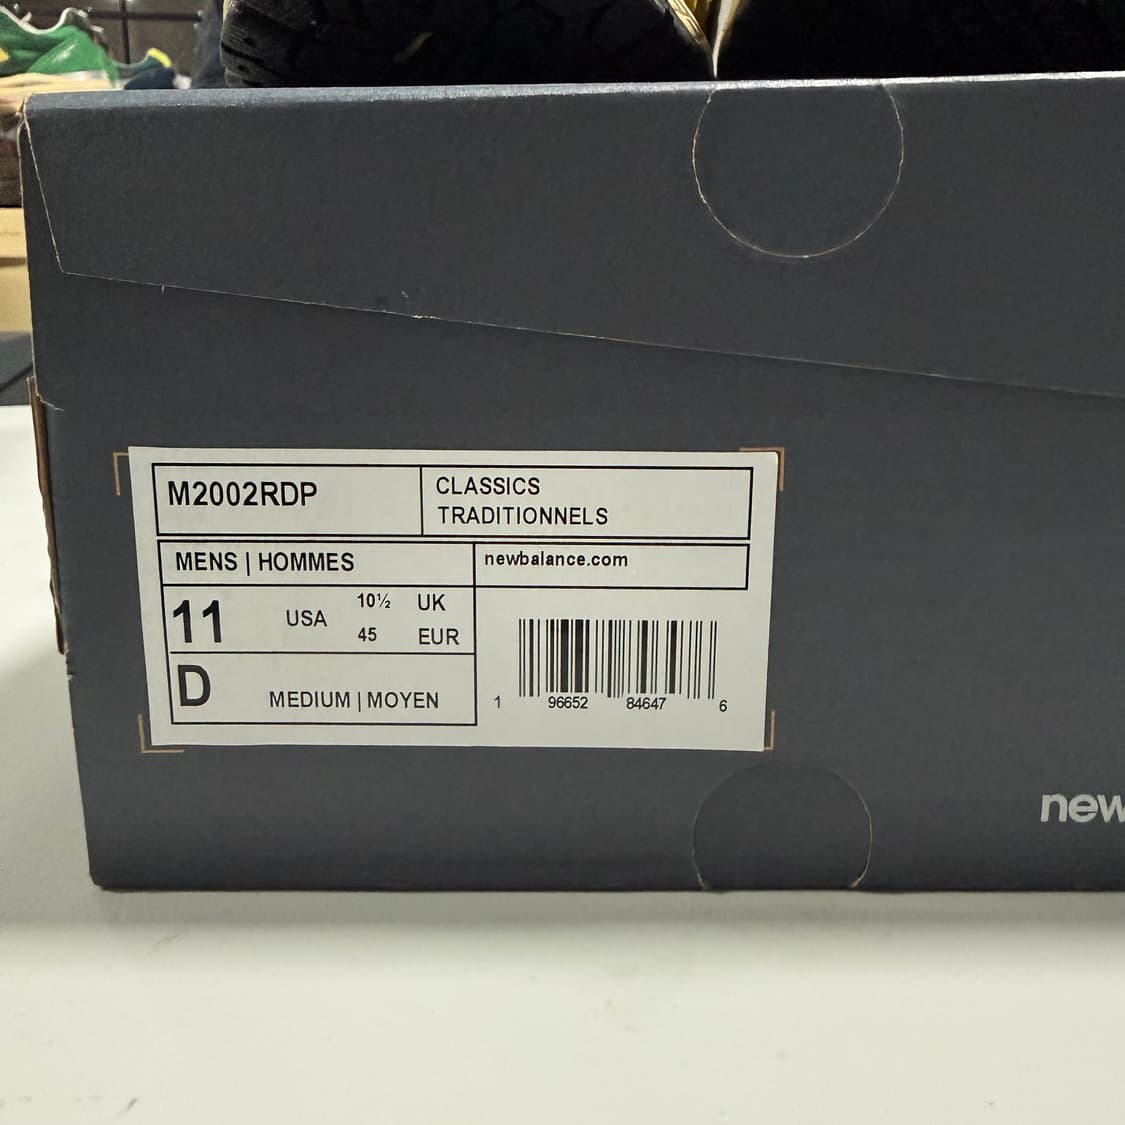 M2002RDP
CLASSICS
TRADITIONNELS
MENS | HOMMES
newbalance.com
11 USA 10½ UK
45 EUR
D MEDIUM | MOYEN
1 96652 84647 6
new